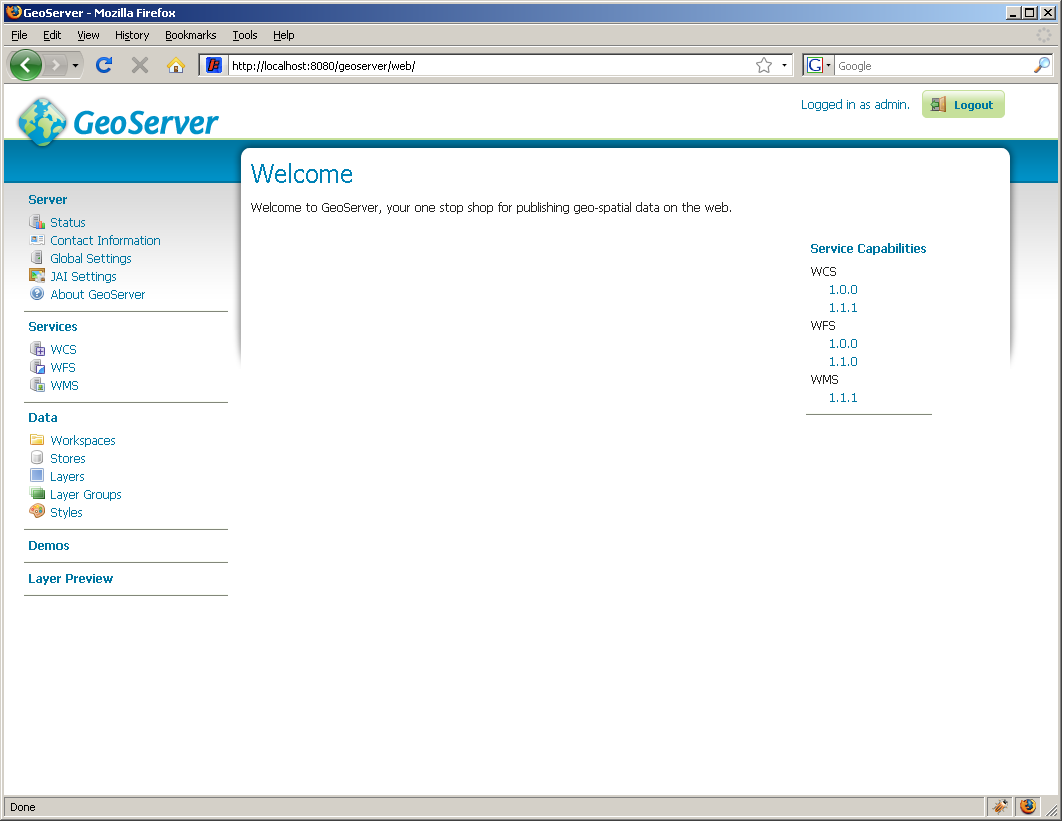 GeoServer - Mozilla Firefox
File Edit View History Bookmarks Tools Help
http://localhost:8080/geoserver/web/
G Google
GeoServer
Logged in as admin. Logout
Welcome
Welcome to GeoServer, your one stop shop for publishing geo-spatial data on the web.
Server
Status
Contact Information
Global Settings
JAI Settings
About GeoServer
Services
WCS
WFS
WMS
Data
Workspaces
Stores
Layers
Layer Groups
Styles
Demos
Layer Preview
Service Capabilities
WCS
1.0.0
1.1.1
WFS
1.0.0
1.1.0
WMS
1.1.1
Done